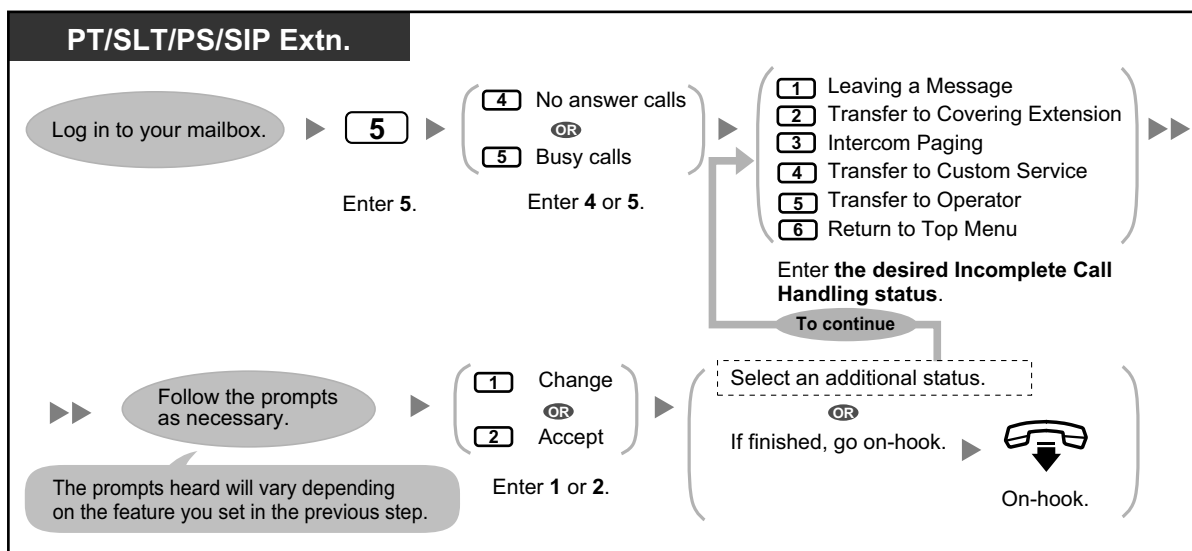 PT/SLT/PS/SIP Extn.
Log in to your mailbox.
5
Enter 5.
4 No answer calls
OR
5 Busy calls
Enter 4 or 5.
1 Leaving a Message
2 Transfer to Covering Extension
3 Intercom Paging
4 Transfer to Custom Service
5 Transfer to Operator
6 Return to Top Menu
Enter the desired Incomplete Call
Handling status.
To continue
Follow the prompts
as necessary.
The prompts heard will vary depending
on the feature you set in the previous step.
1 Change
OR
2 Accept
Enter 1 or 2.
Select an additional status.
OR
If finished, go on-hook.
On-hook.